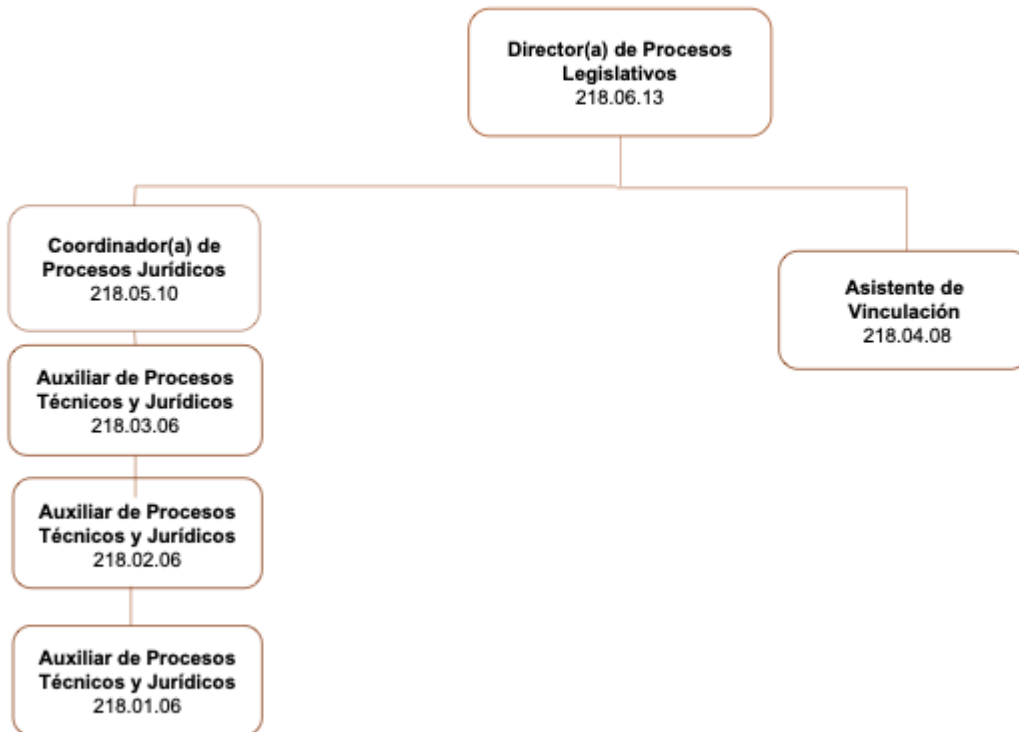 Director(a) de Procesos
Legislativos
218.06.13
Coordinador(a) de
Procesos Jurídicos
218.05.10
Asistente de
Vinculación
218.04.08
Auxiliar de Procesos
Técnicos y Jurídicos
218.03.06
Auxiliar de Procesos
Técnicos y Jurídicos
218.02.06
Auxiliar de Procesos
Técnicos y Jurídicos
218.01.06